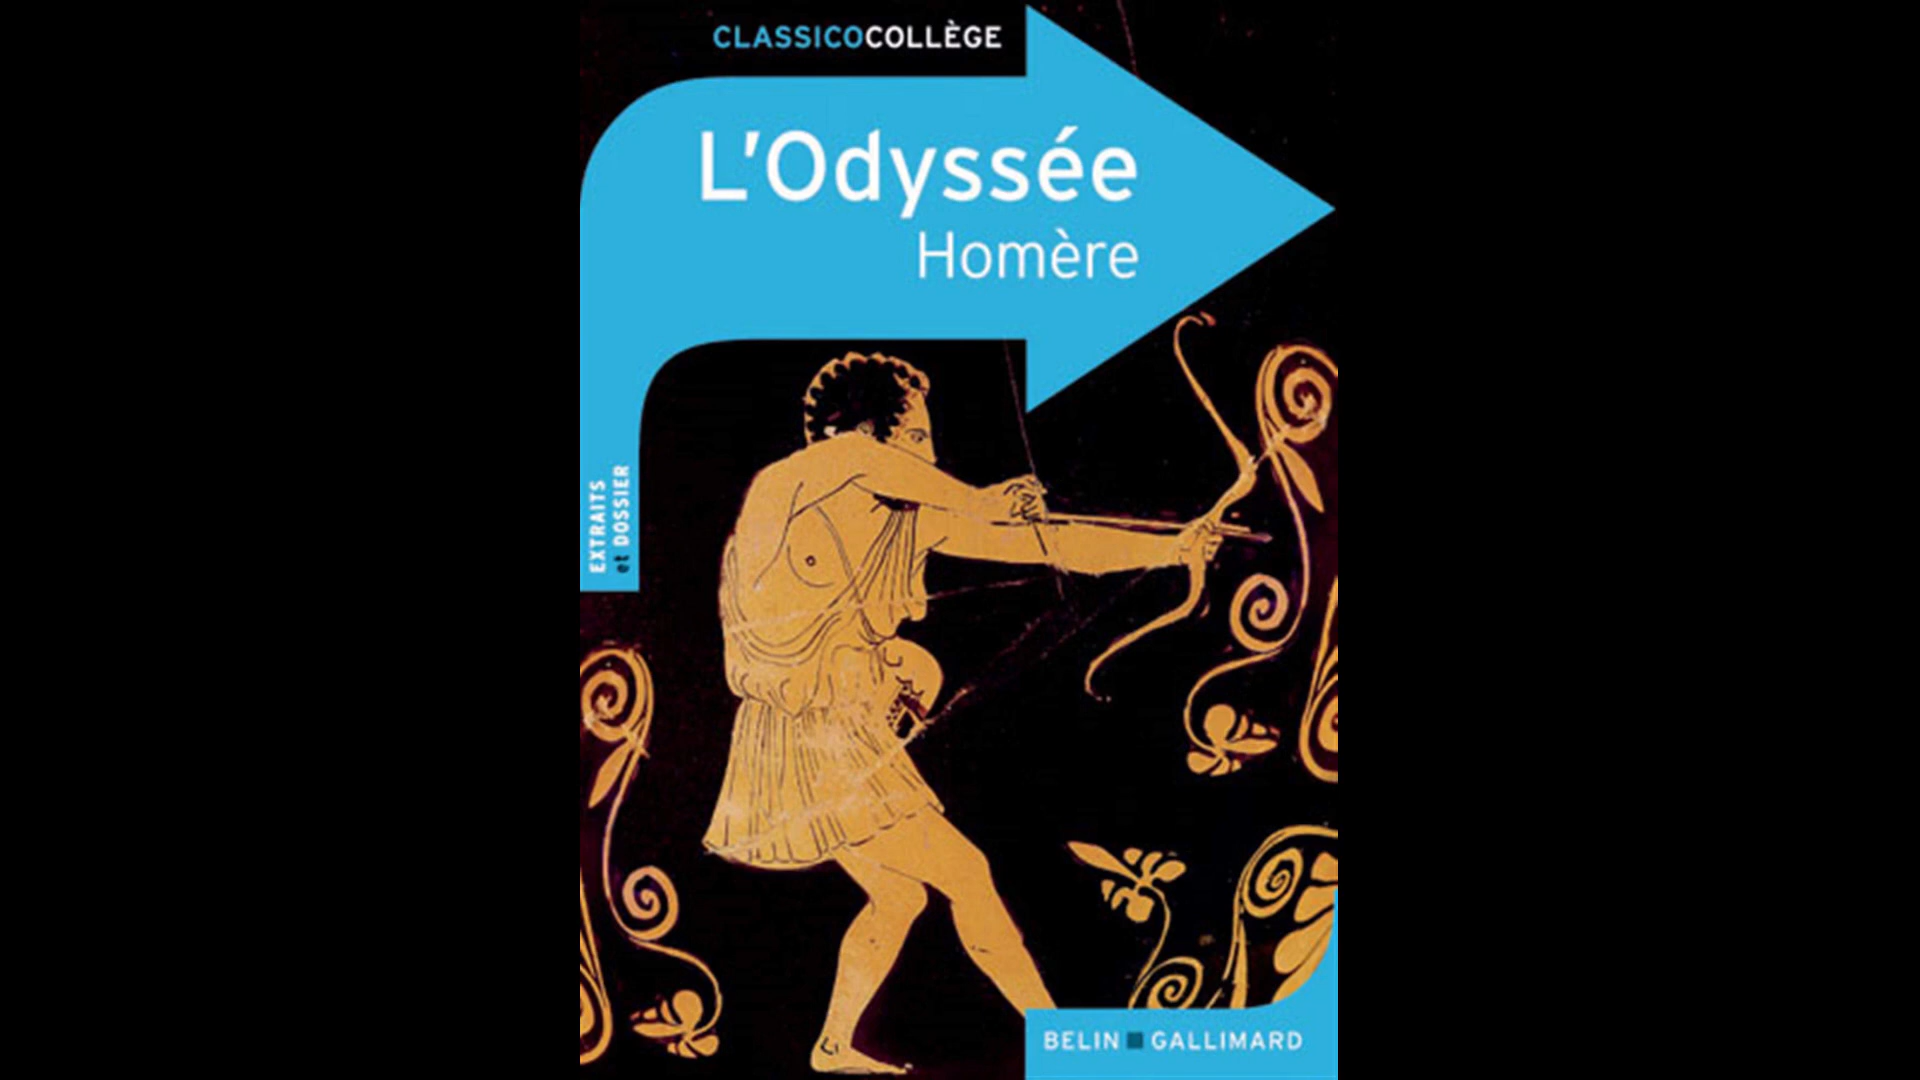 CLASSICOCOLLÈGE
L'Odyssée
Homère
EXTRAITS
et DOSSIER
BELIN GALLIMARD